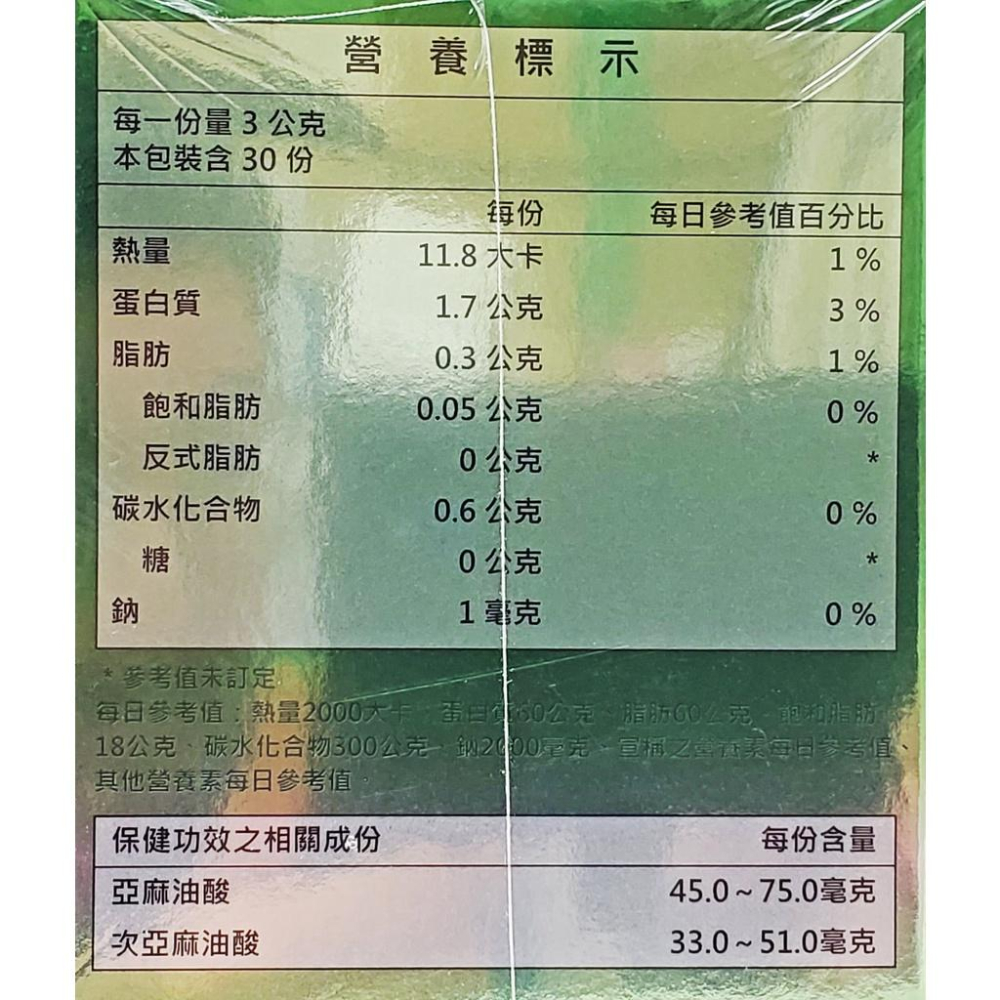 營養標示
每一份量 3 公克
本包裝含 30 份
每份 每日參考值百分比
熱量 11.8 大卡 1 %
蛋白質 1.7 公克 3 %
脂肪 0.3 公克 1 %
飽和脂肪 0.05 公克 0 %
反式脂肪 0 公克 *
碳水化合物 0.6 公克 0 %
糖 0 公克 *
鈉 1 毫克 0 %
* 參考值未訂定
每日參考值：熱量2000大卡、蛋白質60公克、脂肪60公克、飽和脂肪
18公克、碳水化合物300公克、鈉2000毫克、宣稱之營養素每日參考值、
其他營養素每日參考值。
保健功效之相關成份 每份含量
亞麻油酸 45.0～75.0毫克
次亞麻油酸 33.0～51.0毫克